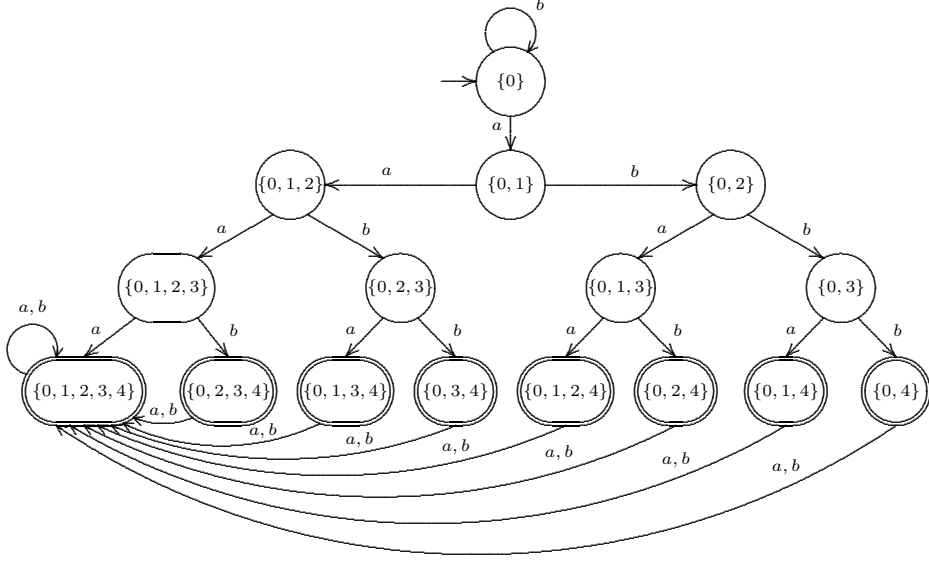 b
{0}
a
{0, 1, 2} a {0, 1} b {0, 2}
a b a b
{0, 1, 2, 3} {0, 2, 3} {0, 1, 3} {0, 3}
a, b a b a b a b a b
{0, 1, 2, 3, 4} {0, 2, 3, 4} {0, 1, 3, 4} {0, 3, 4} {0, 1, 2, 4} {0, 2, 4} {0, 1, 4} {0, 4}
a, b
a, b a, b a, b a, b a, b a, b